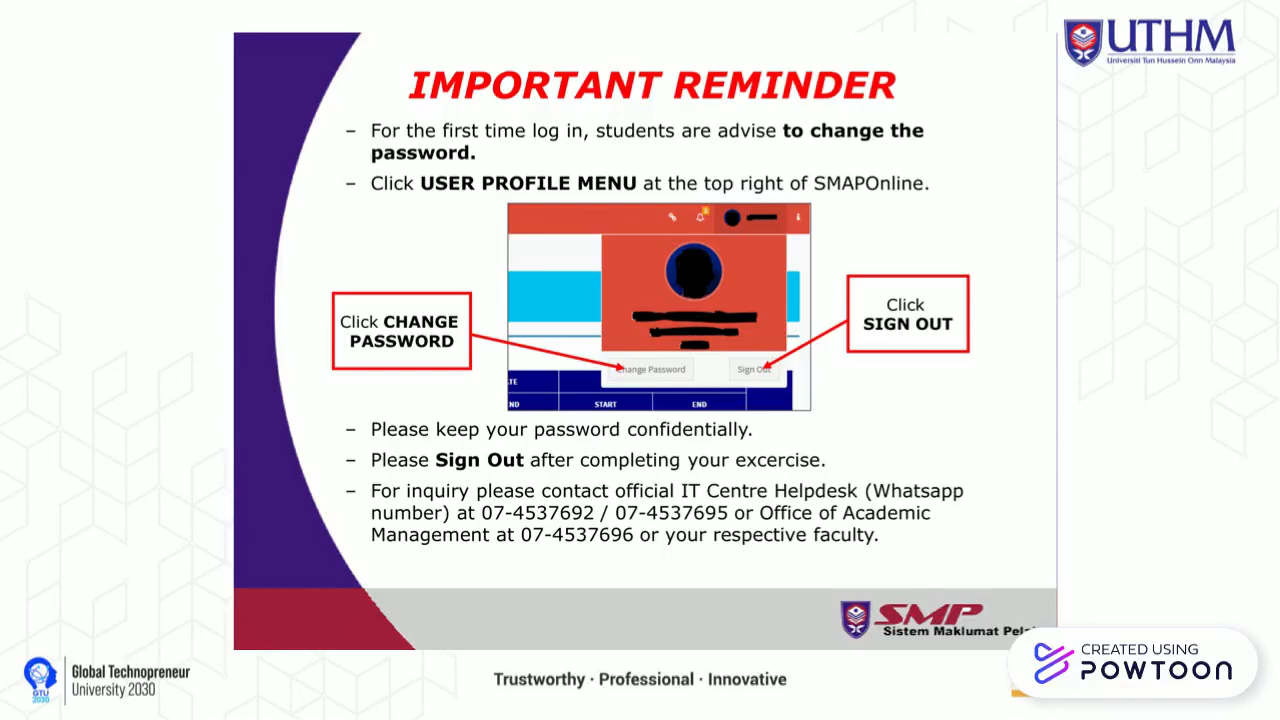 UTHM
Universiti Tun Hussein Onn Malaysia
IMPORTANT REMINDER
– For the first time log in, students are advise to change the
password.
– Click USER PROFILE MENU at the top right of SMAPOnline.
Click CHANGE
PASSWORD
Click
SIGN OUT
Change Password
Sign Out
START
END
– Please keep your password confidentially.
– Please Sign Out after completing your excercise.
– For inquiry please contact official IT Centre Helpdesk (Whatsapp
number) at 07-4537692 / 07-4537695 or Office of Academic
Management at 07-4537696 or your respective faculty.
SMP
Sistem Maklumat
GTU
2030
Global Technopreneur
University 2030
Trustworthy · Professional · Innovative
CREATED USING
POWTOON